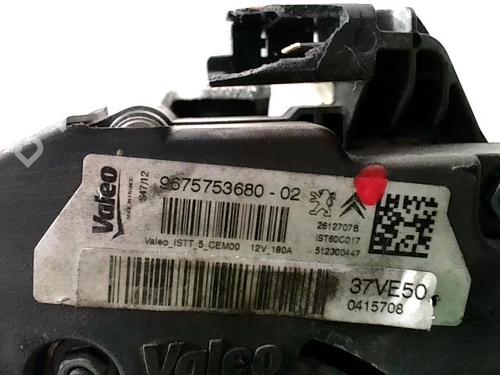 Valeo
MADE IN FRANCE
S47/12
9675753680 - 02
26127078
IST60C017
512300447
Valeo_ISTT_5_CEM00 12V_180A
37VE50
0415708
Valeo